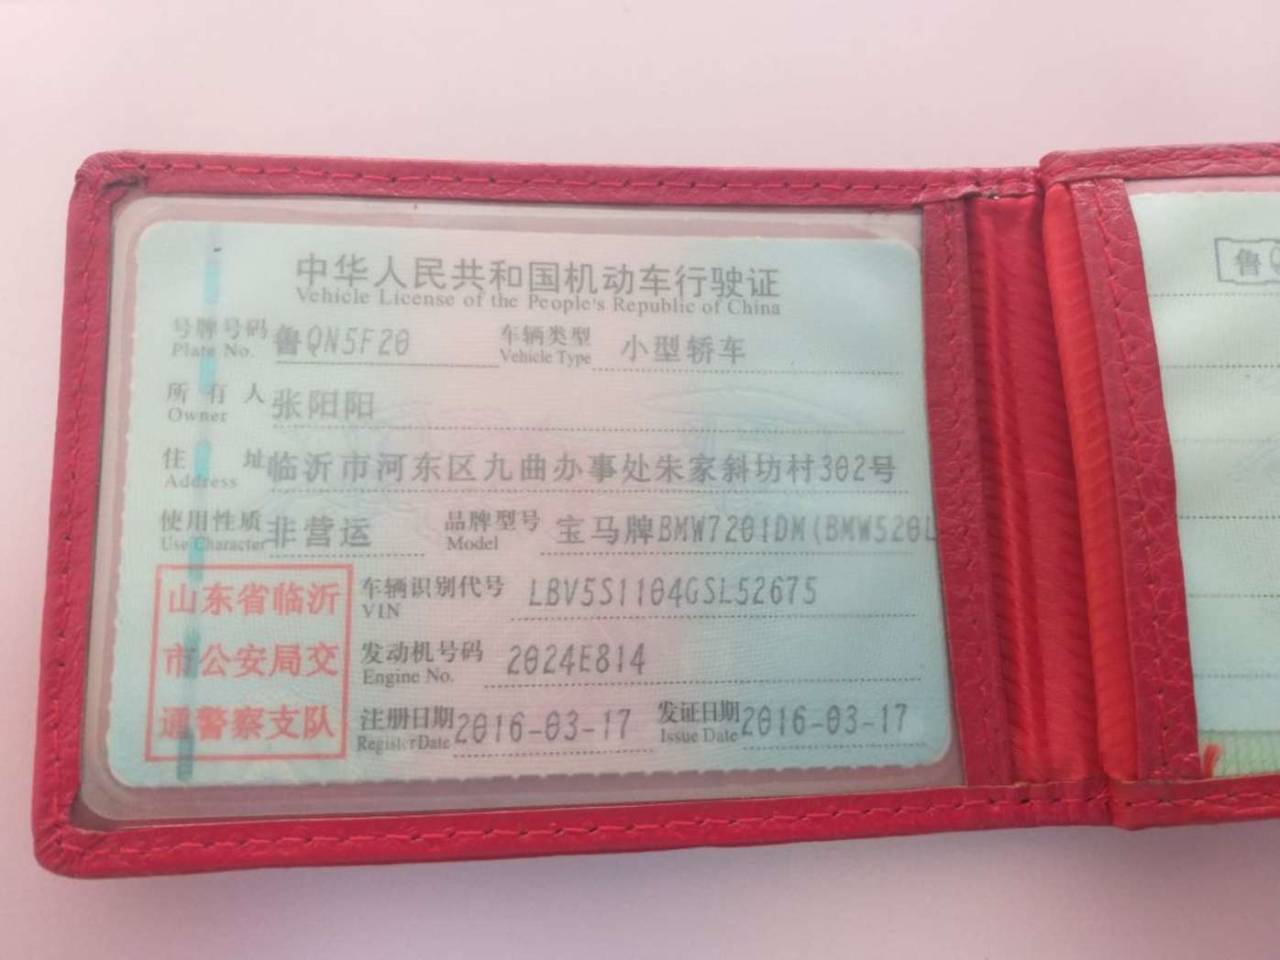 中华人民共和国机动车行驶证
Vehicle License of the People's Republic of China
号牌号码 鲁QN5F20 车辆类型 小型轿车
Plate No. Vehicle Type
所有人 张阳阳
Owner
住址 临沂市河东区九曲办事处朱家斜坊村302号
Address
使用性质 非营运 品牌型号 宝马牌BMW7201DM(BMW520L
Use Character Model
山东省临沂
市公安局交
通警察支队
车辆识别代号 LBV5S1104GSL52675
VIN
发动机号码 2024E814
Engine No.
注册日期 2016-03-17 发证日期 2016-03-17
Register Date Issue Date
鲁Q